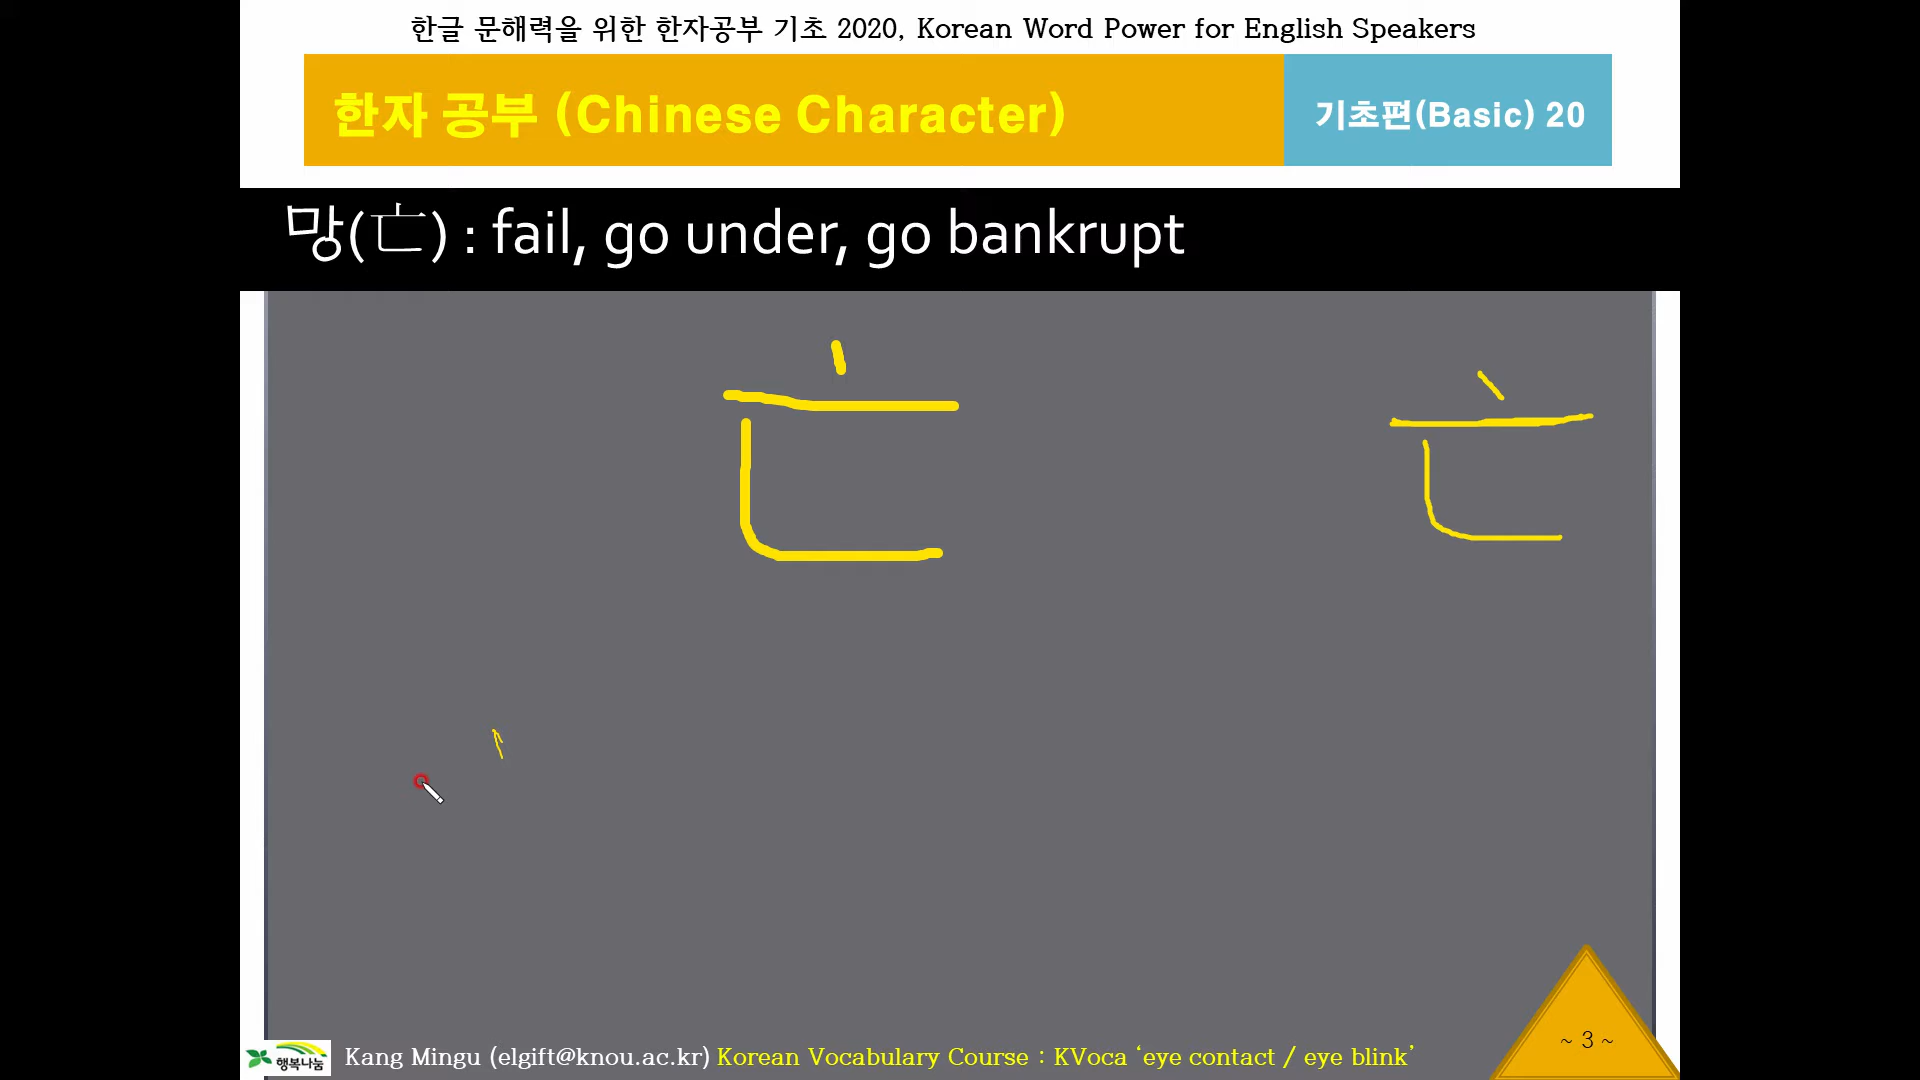 한글 문해력을 위한 한자공부 기초 2020, Korean Word Power for English Speakers
한자 공부 (Chinese Character)
기초편(Basic) 20
망(亡) : fail, go under, go bankrupt
亡 亡
~ 3 ~
행복나눔
Kang Mingu (elgift@knou.ac.kr) Korean Vocabulary Course : KVoca ‘eye contact / eye blink’